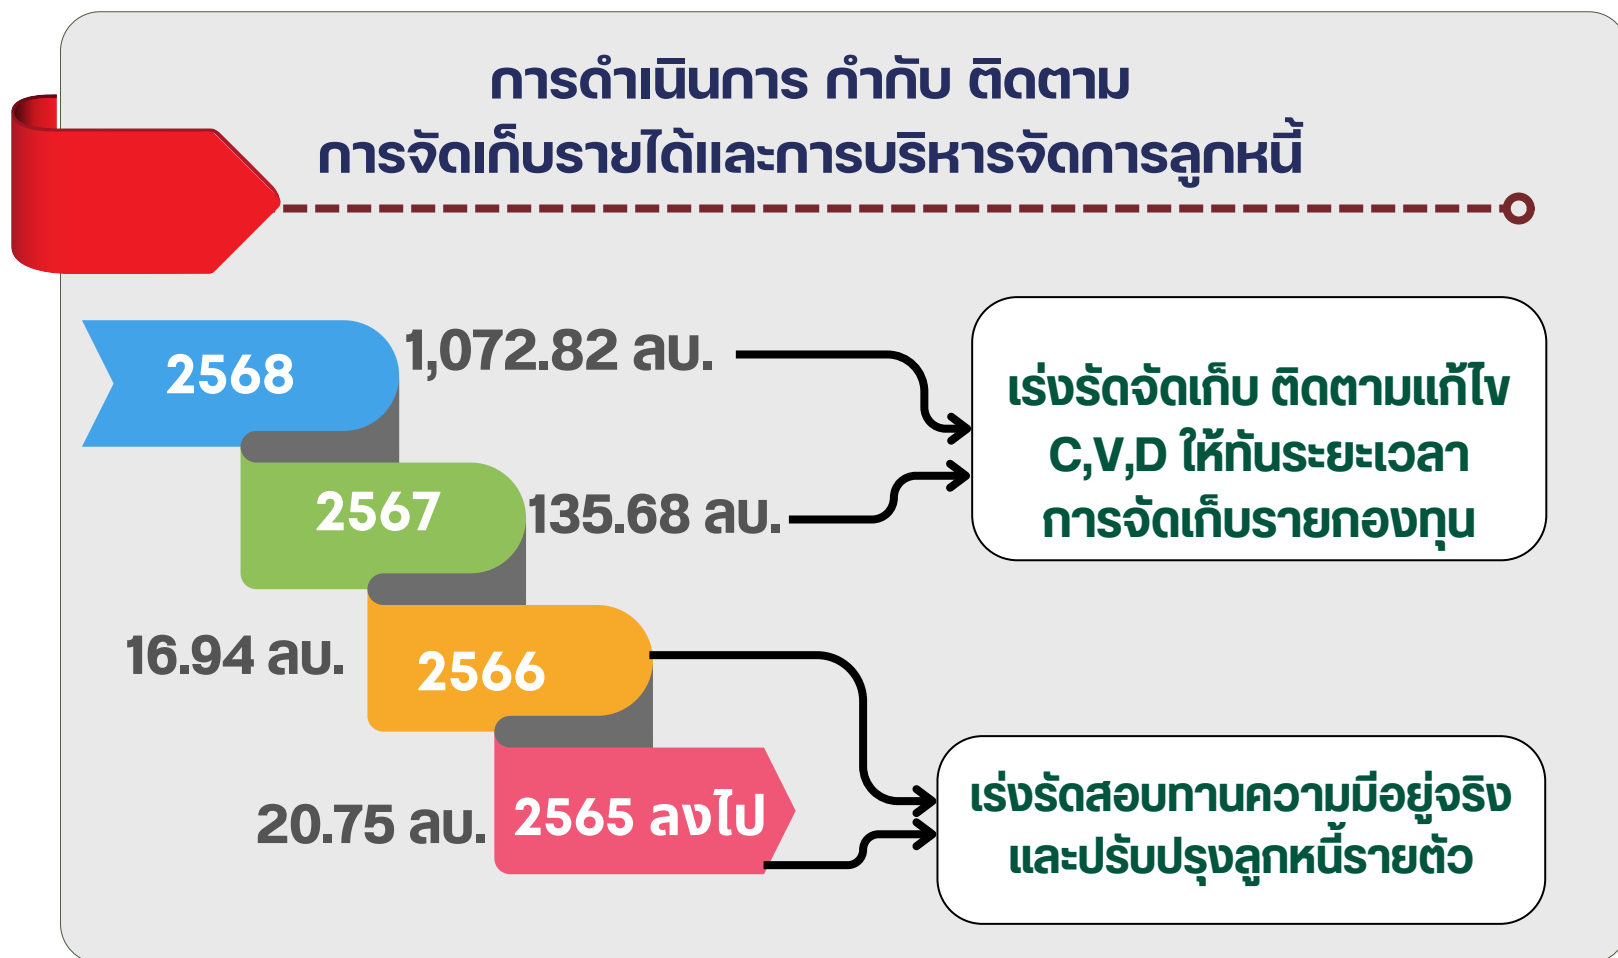 การดำเนินการ กำกับ ติดตาม
การจัดเก็บรายได้และการบริหารจัดการลูกหนี้
2568
1,072.82 ลบ.
2567
135.68 ลบ.
เร่งรัดจัดเก็บ ติดตามแก้ไข
C,V,D ให้ทันระยะเวลา
การจัดเก็บรายกองทุน
16.94 ลบ.
2566
20.75 ลบ.
2565 ลงไป
เร่งรัดสอบทานความมีอยู่จริง
และปรับปรุงลูกหนี้รายตัว